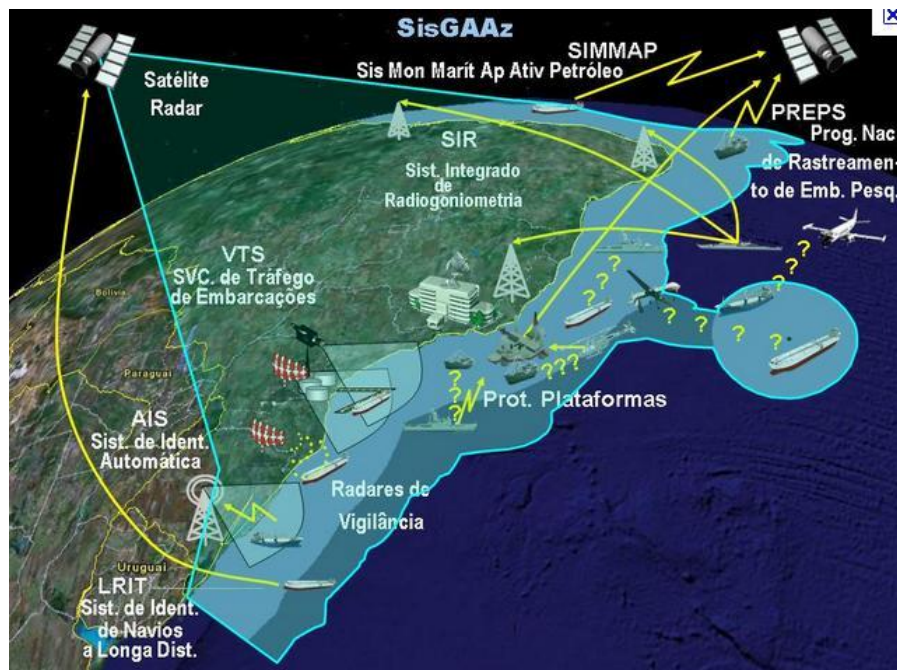 SisGAAz
SIMMAP
Sis Mon Marít Ap Ativ Petróleo
Satélite
Radar
PREPS
Prog. Nac.
de Rastreamen-
to de Emb. Pesq.
SIR
Sist. Integrado
de
Radiogoniometria
VTS
SVC. de Tráfego
de Embarcações
Bolivia
Paraguai
? ? ?
? ? ?
? ? ? ?
? ? ?
???
Prot. Plataformas
AIS
Sist. de Ident.
Automática
Radares de
Vigilância
Uruguai
LRIT
Sist. de Ident.
de Navios
a Longa Dist.